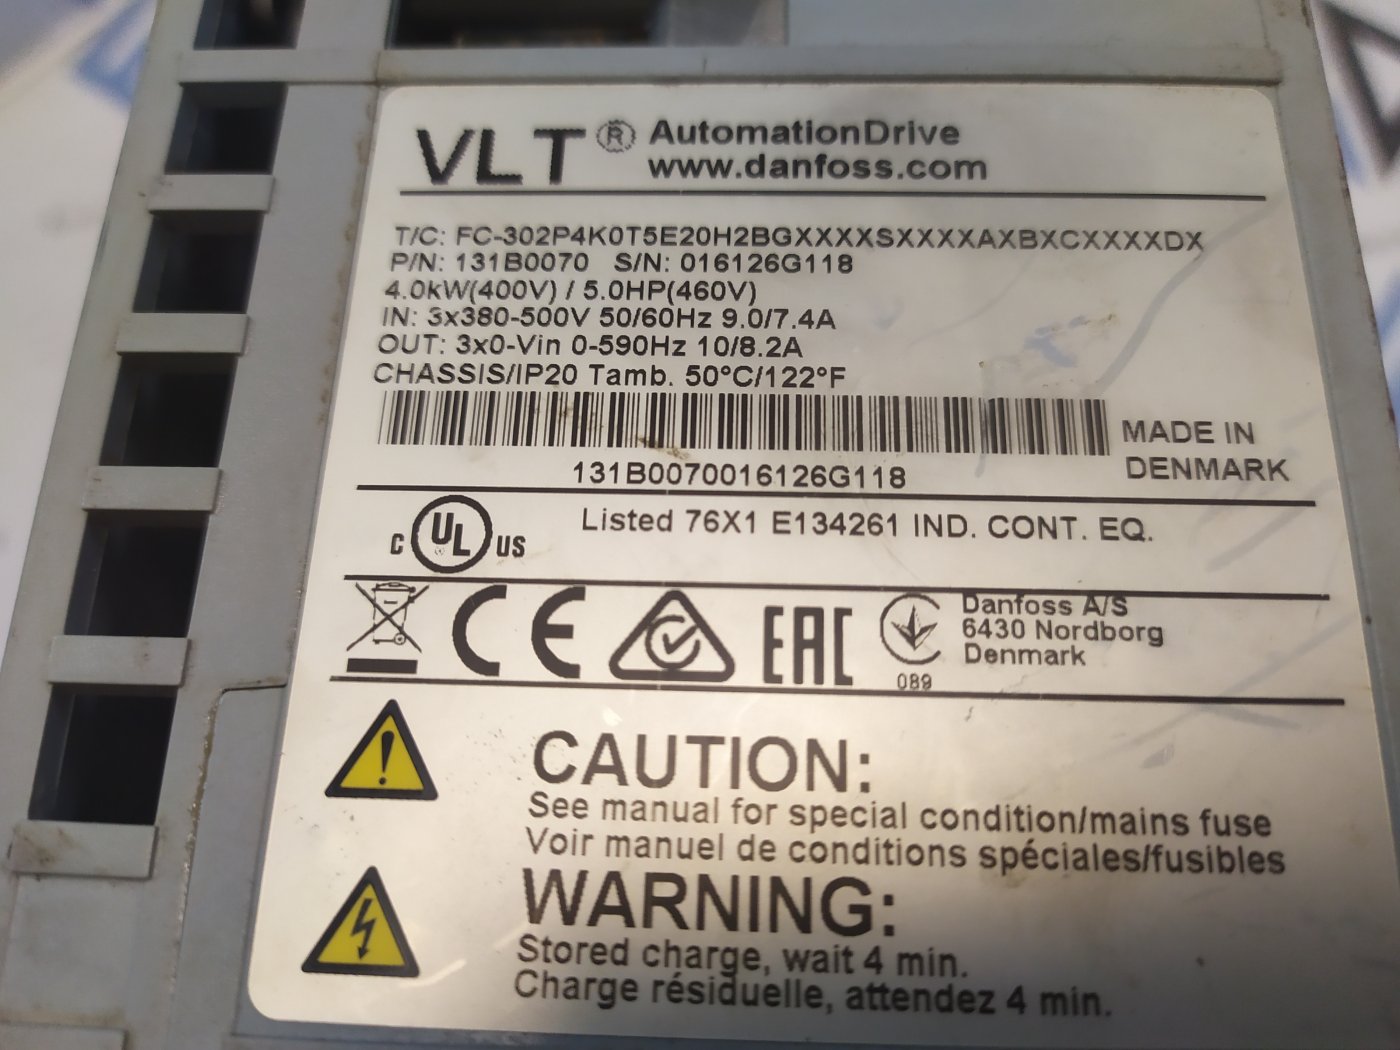 VLT® AutomationDrive
www.danfoss.com
T/C: FC-302P4K0T5E20H2BGXXXXSXXXXAXBXCXXXXDX
P/N: 131B0070 S/N: 016126G118
4.0kW(400V) / 5.0HP(460V)
IN: 3x380-500V 50/60Hz 9.0/7.4A
OUT: 3x0-Vin 0-590Hz 10/8.2A
CHASSIS/IP20 Tamb. 50°C/122°F
MADE IN
DENMARK
131B0070016126G118
C UL US
Listed 76X1 E134261 IND. CONT. EQ.
CE EAC
089
Danfoss A/S
6430 Nordborg
Denmark
CAUTION:
See manual for special condition/mains fuse
Voir manuel de conditions spéciales/fusibles
WARNING:
Stored charge, wait 4 min.
Charge résiduelle, attendez 4 min.